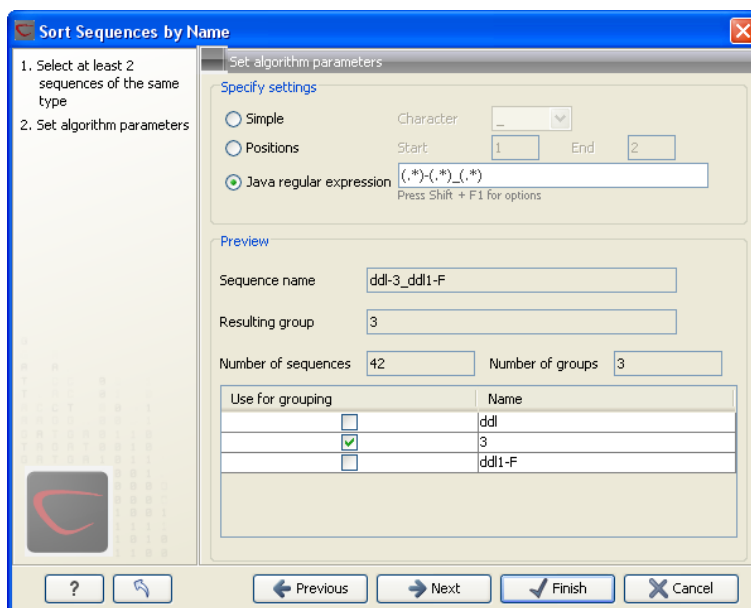 Sort Sequences by Name
1. Select at least 2
sequences of the same
type
2. Set algorithm parameters
Set algorithm parameters
Specify settings
Simple Character _
Positions Start 1 End 2
Java regular expression (.*)-(.*)_(.*)
Press Shift + F1 for options
Preview
Sequence name ddl-3_ddl1-F
Resulting group 3
Number of sequences 42 Number of groups 3
Use for grouping Name
ddl
3
ddl1-F
? Previous Next Finish Cancel